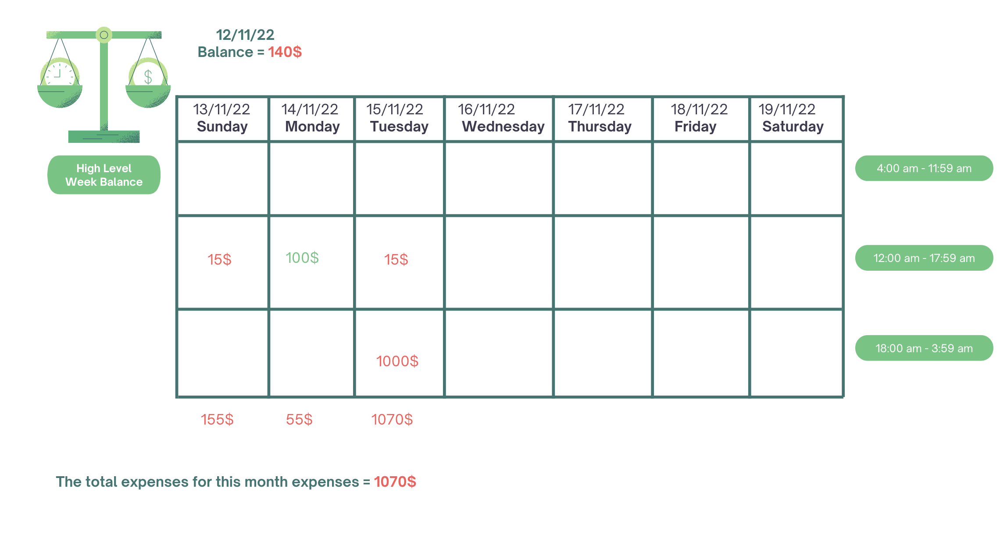 12/11/22
Balance = 140$
$
13/11/22
Sunday
14/11/22
Monday
15/11/22
Tuesday
16/11/22
Wednesday
17/11/22
Thursday
18/11/22
Friday
19/11/22
Saturday
High Level
Week Balance
4:00 am - 11:59 am
15$
100$
15$
12:00 am - 17:59 am
1000$
18:00 am - 3:59 am
155$
55$
1070$
The total expenses for this month expenses = 1070$